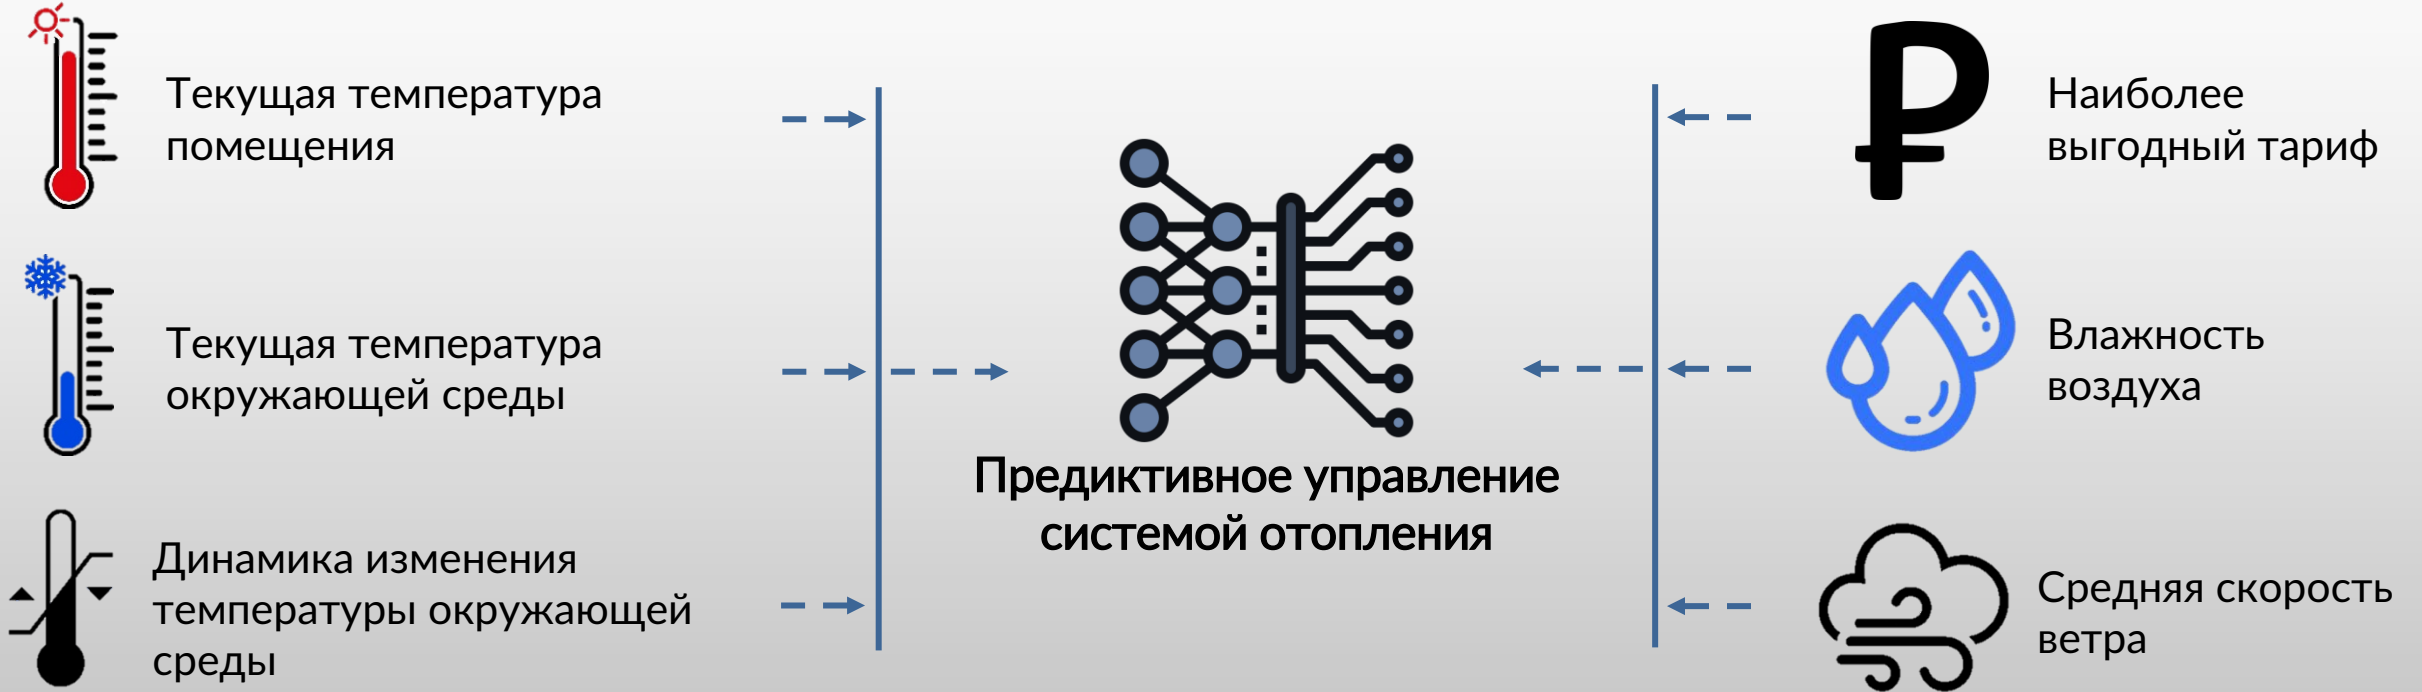 Текущая температура
помещения
Текущая температура
окружающей среды
Динамика изменения
температуры окружающей
среды
Предиктивное управление
системой отопления
Наиболее
выгодный тариф
Влажность
воздуха
Средняя скорость
ветра